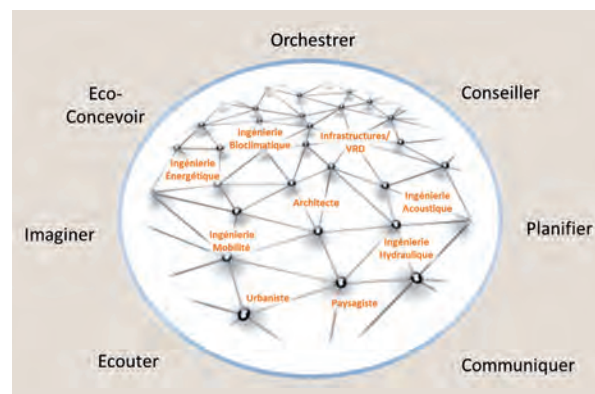 Orchestrer
Eco-
Concevoir
Conseiller
Ingénierie
Bioclimatique
Infrastructures/
VRD
Ingénierie
Énergétique
Architecte
Ingénierie
Acoustique
Imaginer
Ingénierie
Mobilité
Ingénierie
Hydraulique
Planifier
Urbaniste
Paysagiste
Ecouter
Communiquer